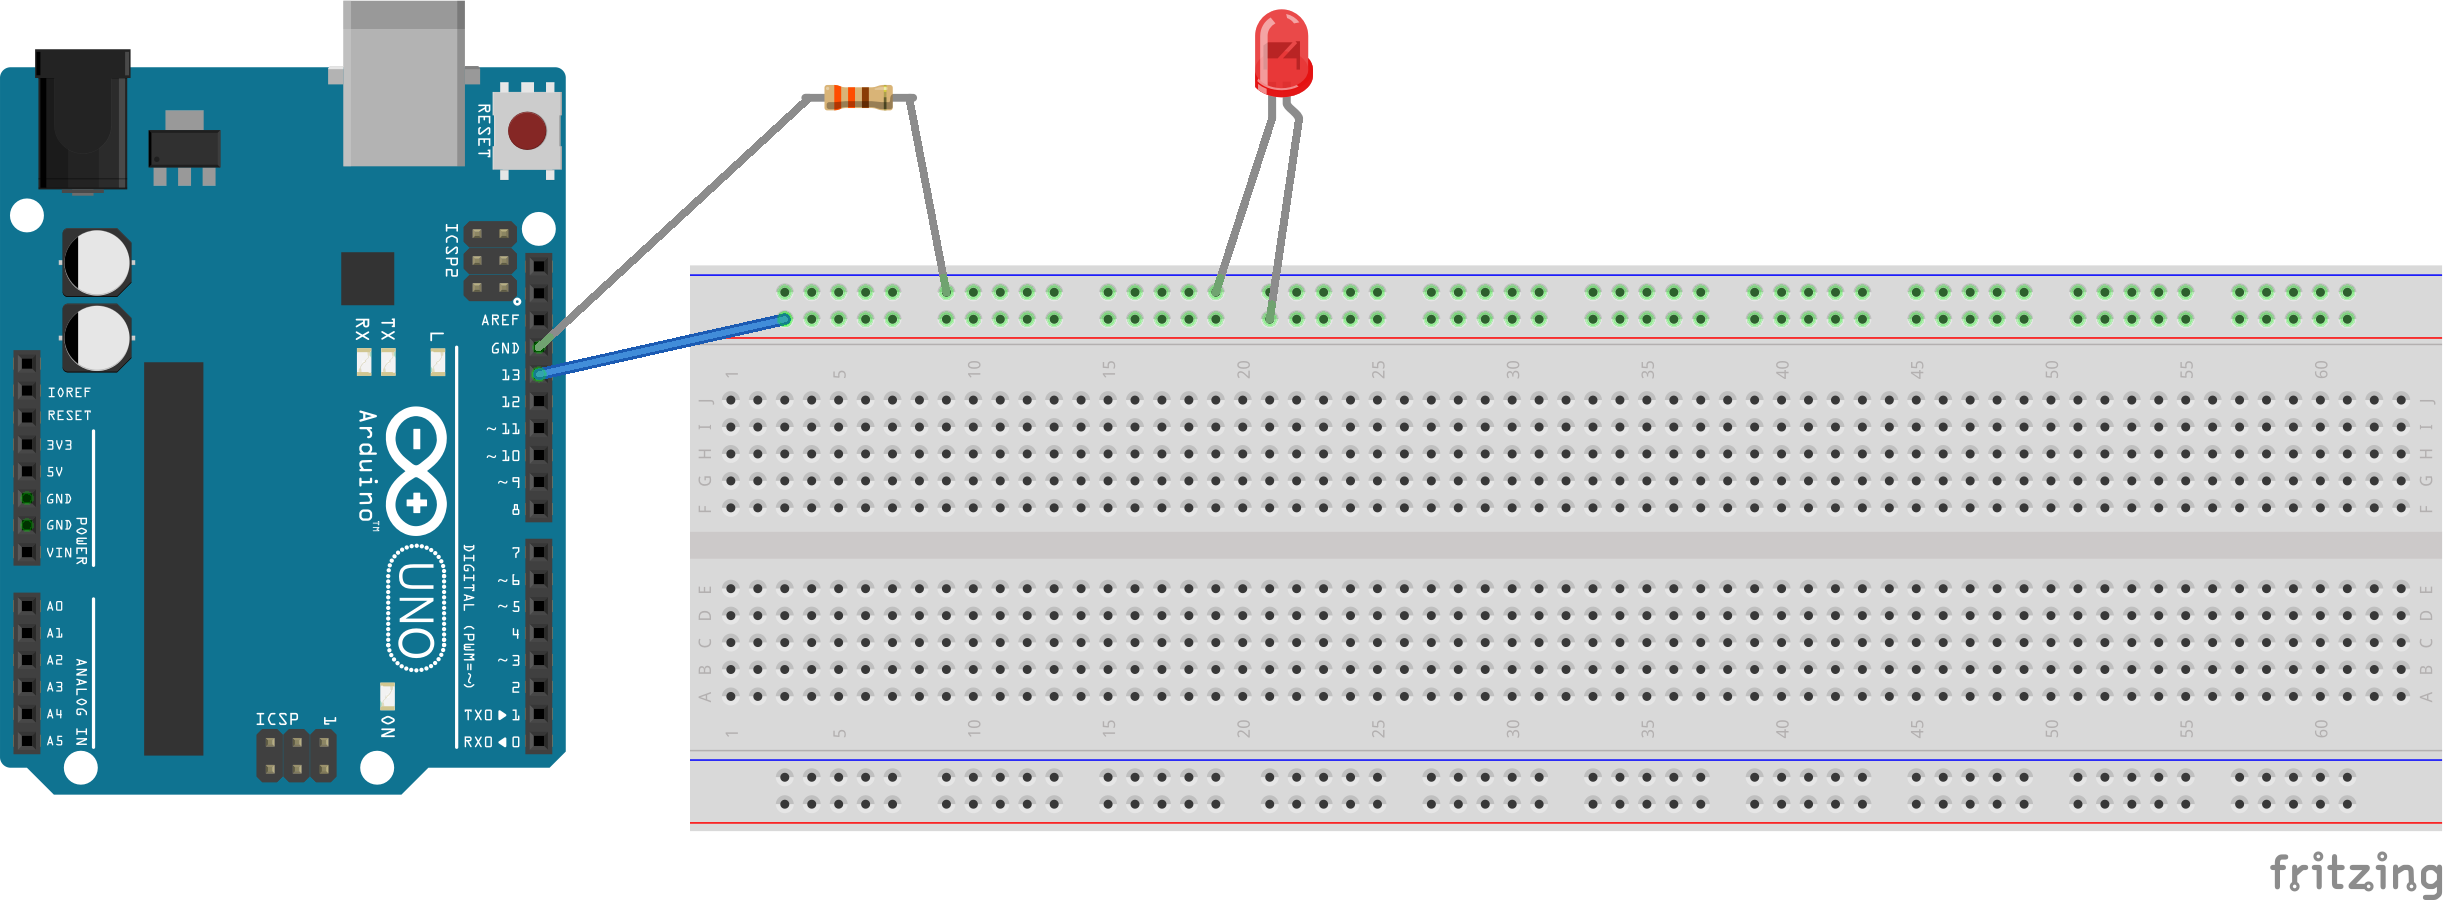 RESET
ICSP2
AREF
GND
13
12
~11
~10
~9
8
7
~6
~5
4
~3
2
TX0▶1
RX0◀0
RX
TX
L
IOREF
RESET
3V3
5V
GND
GND
VIN
POWER
A0
A1
A2
A3
A4
A5
ANALOG IN
Arduino™
UNO
DIGITAL (PWM=~)
ICSP 1
ON
1 5 10 15 20 25 30 35 40 45 50 55 60
J J
I I
H H
G G
F F
E E
D D
C C
B B
A A
1 5 10 15 20 25 30 35 40 45 50 55 60
fritzing